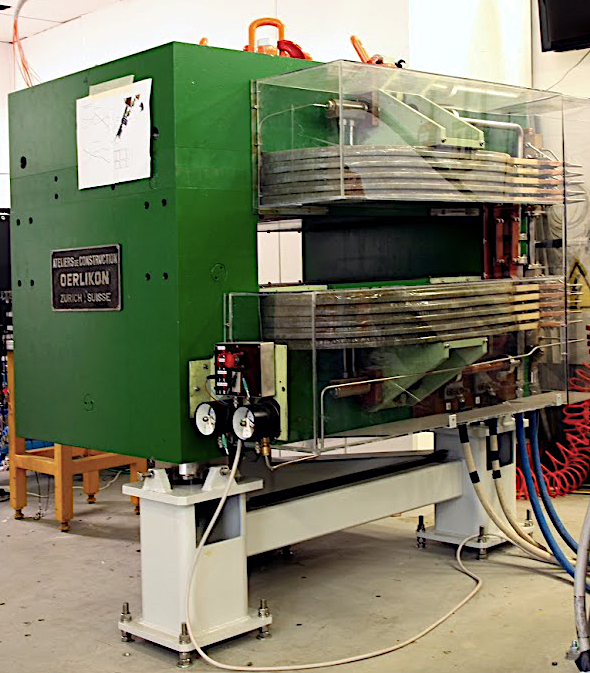 ATELIERS DE CONSTRUCTION
OERLIKON
ZURICH SUISSE